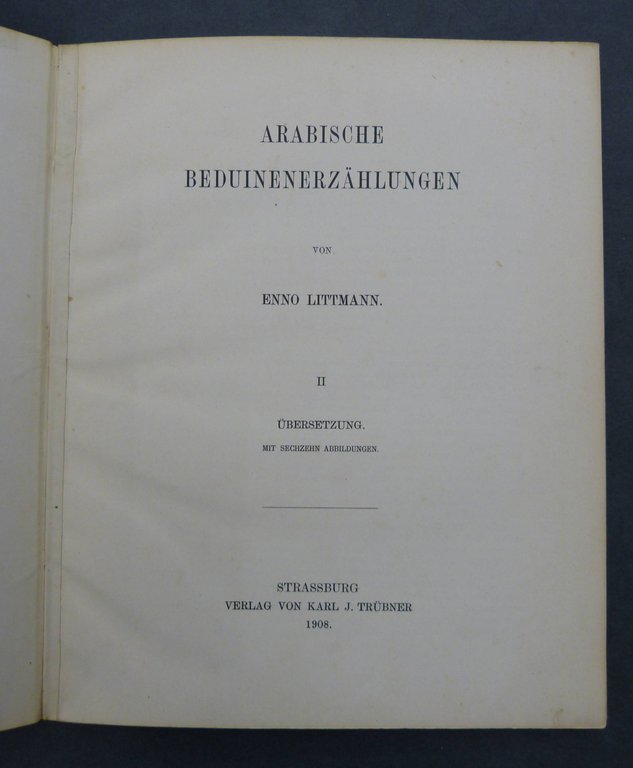 ARABISCHE
BEDUINENERZÄHLUNGEN
VON
ENNO LITTMANN.
II
ÜBERSETZUNG.
MIT SECHZEHN ABBILDUNGEN.
STRASSBURG
VERLAG VON KARL J. TRÜBNER
1908.